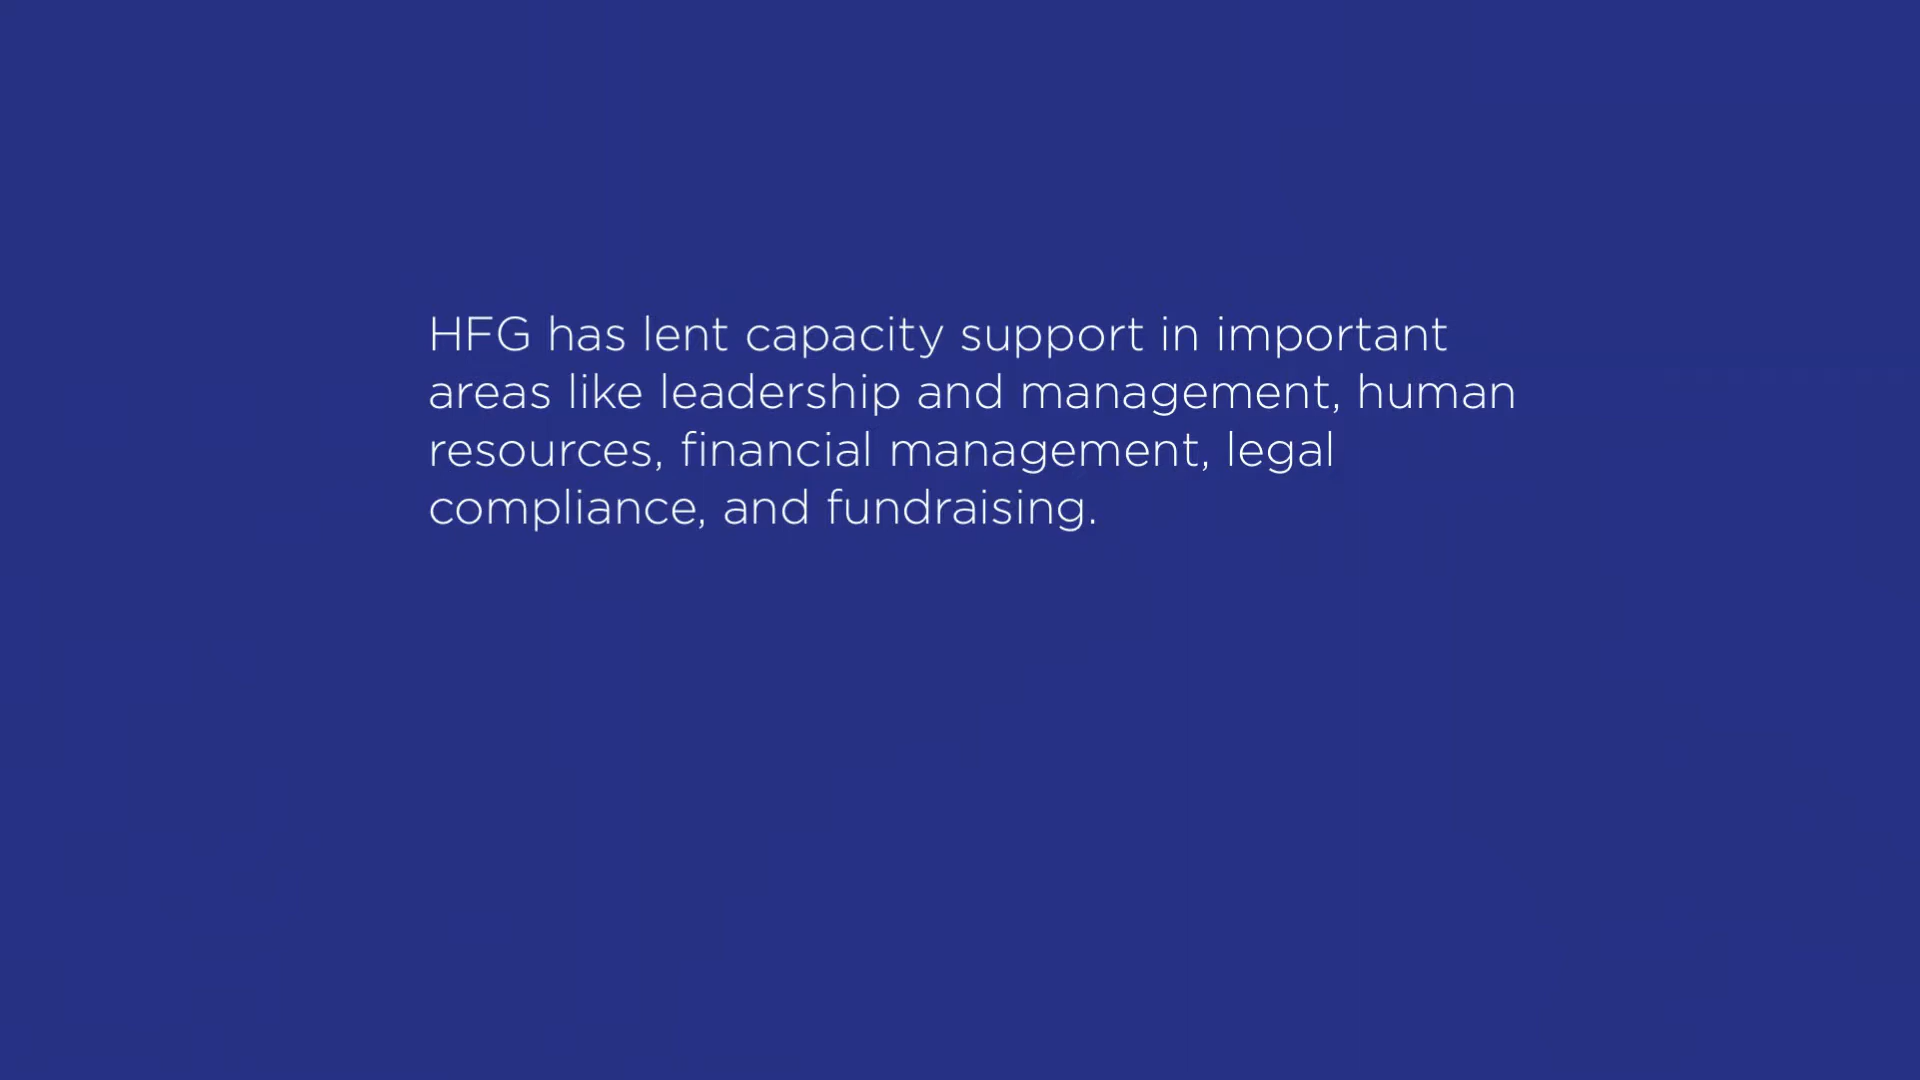 HFG has lent capacity support in important
areas like leadership and management, human
resources, financial management, legal
compliance, and fundraising.